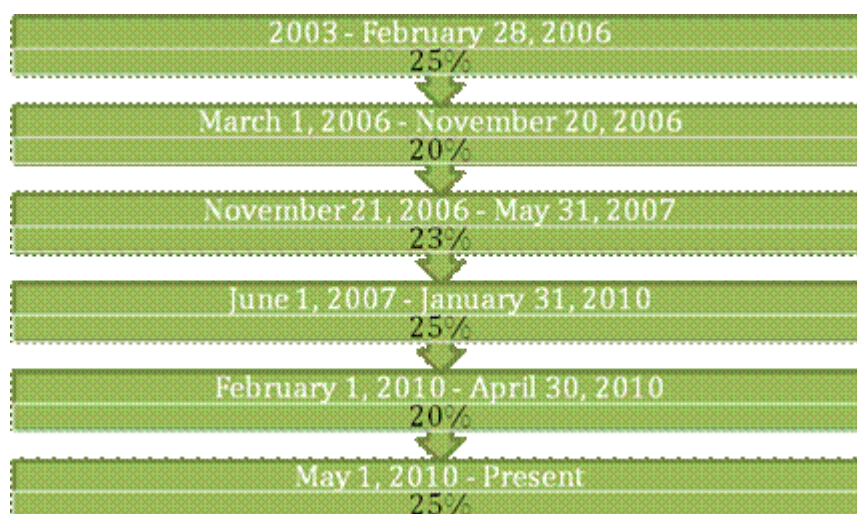 2003 - February 28, 2006
25%
March 1, 2006 - November 20, 2006
20%
November 21, 2006 - May 31, 2007
23%
June 1, 2007 - January 31, 2010
25%
February 1, 2010 - April 30, 2010
20%
May 1, 2010 - Present
25%